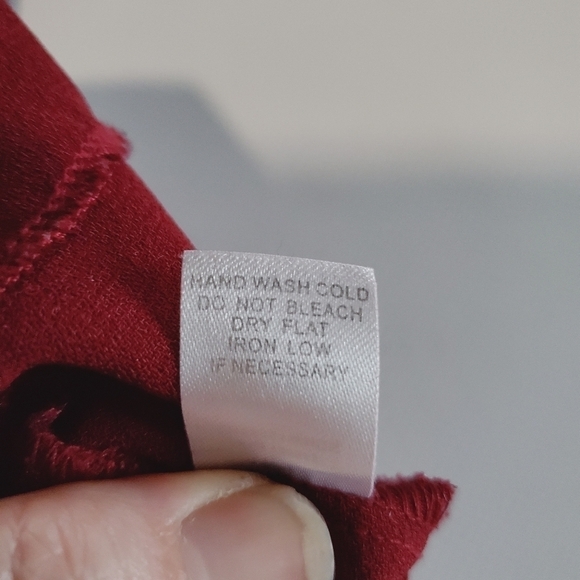 HAND WASH COLD
DO NOT BLEACH
DRY FLAT
IRON LOW
IF NECESSARY